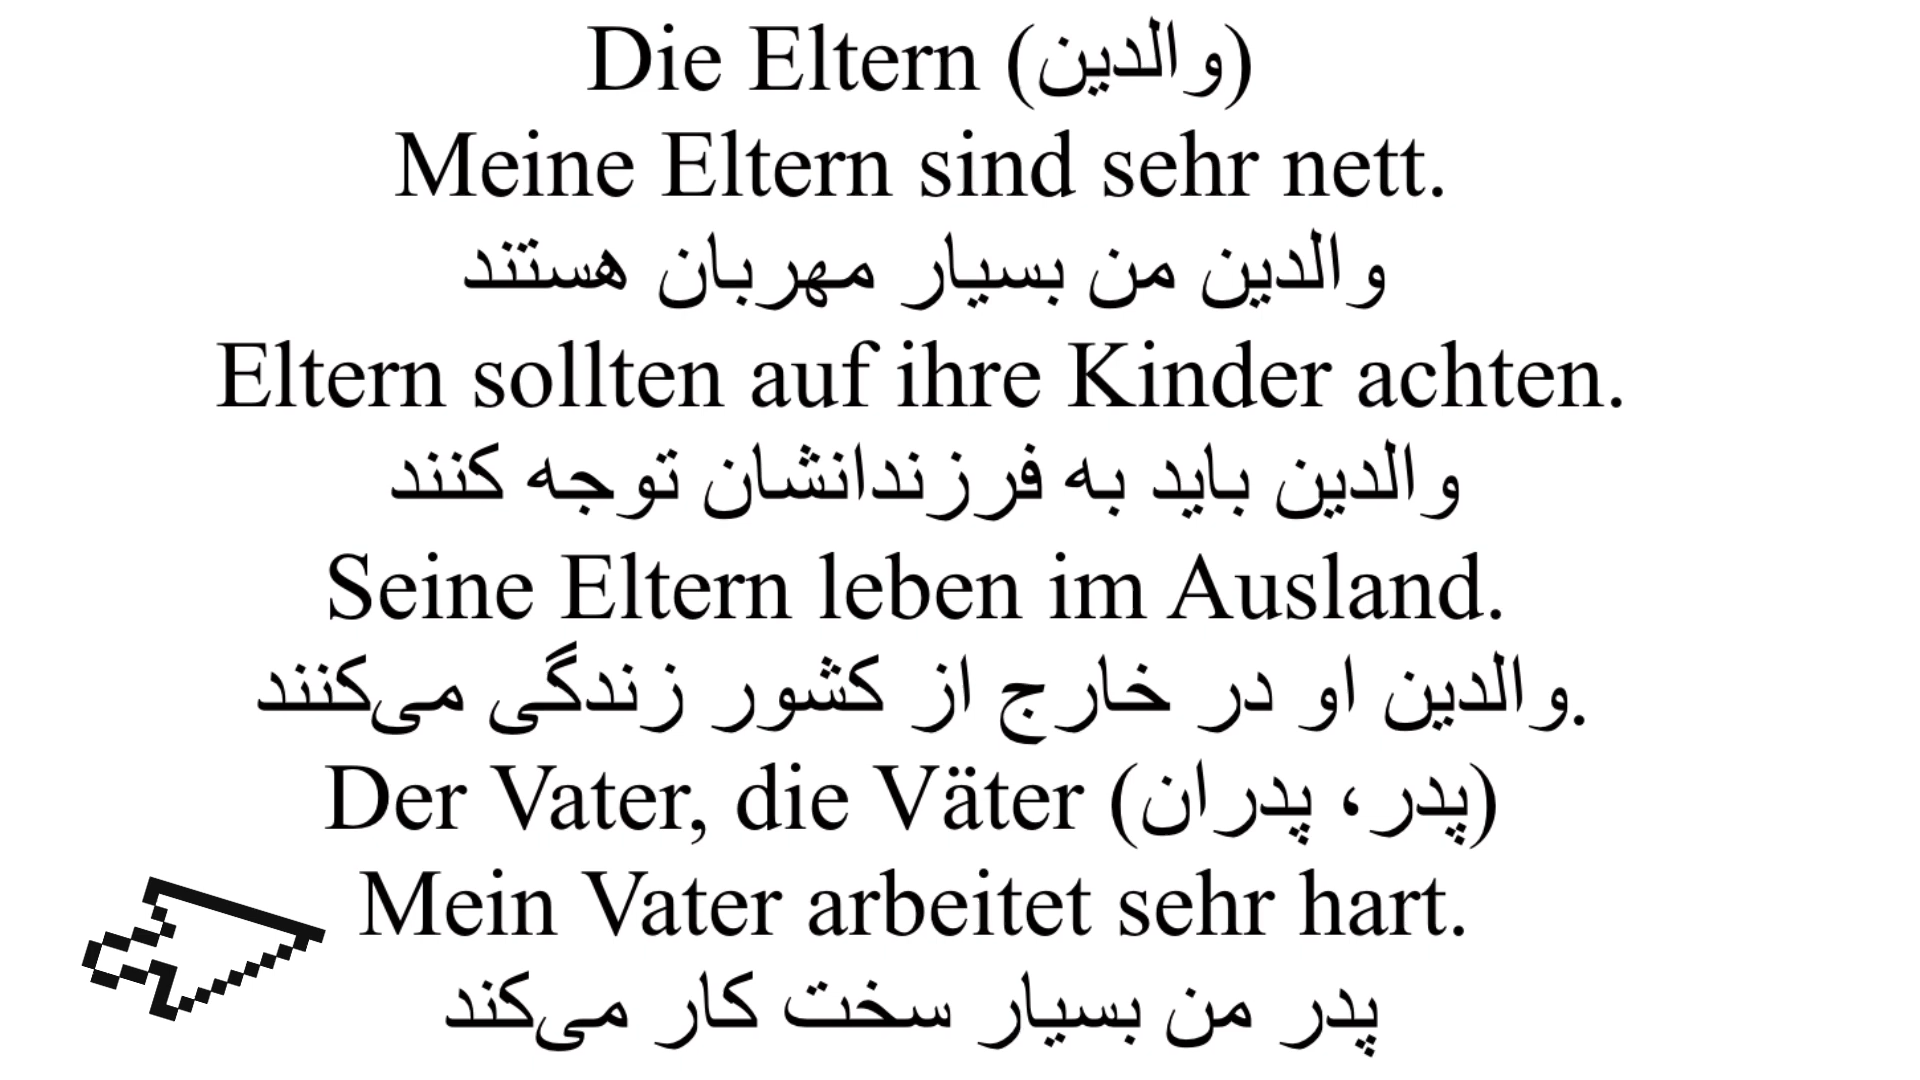 Die Eltern (والدین)
Meine Eltern sind sehr nett.
والدین من بسیار مهربان هستند
Eltern sollten auf ihre Kinder achten.
والدین باید به فرزندانشان توجه کنند
Seine Eltern leben im Ausland.
والدین او در خارج از کشور زندگی می‌کنند.
Der Vater, die Väter (پدر، پدران)
Mein Vater arbeitet sehr hart.
پدر من بسیار سخت کار می‌کند